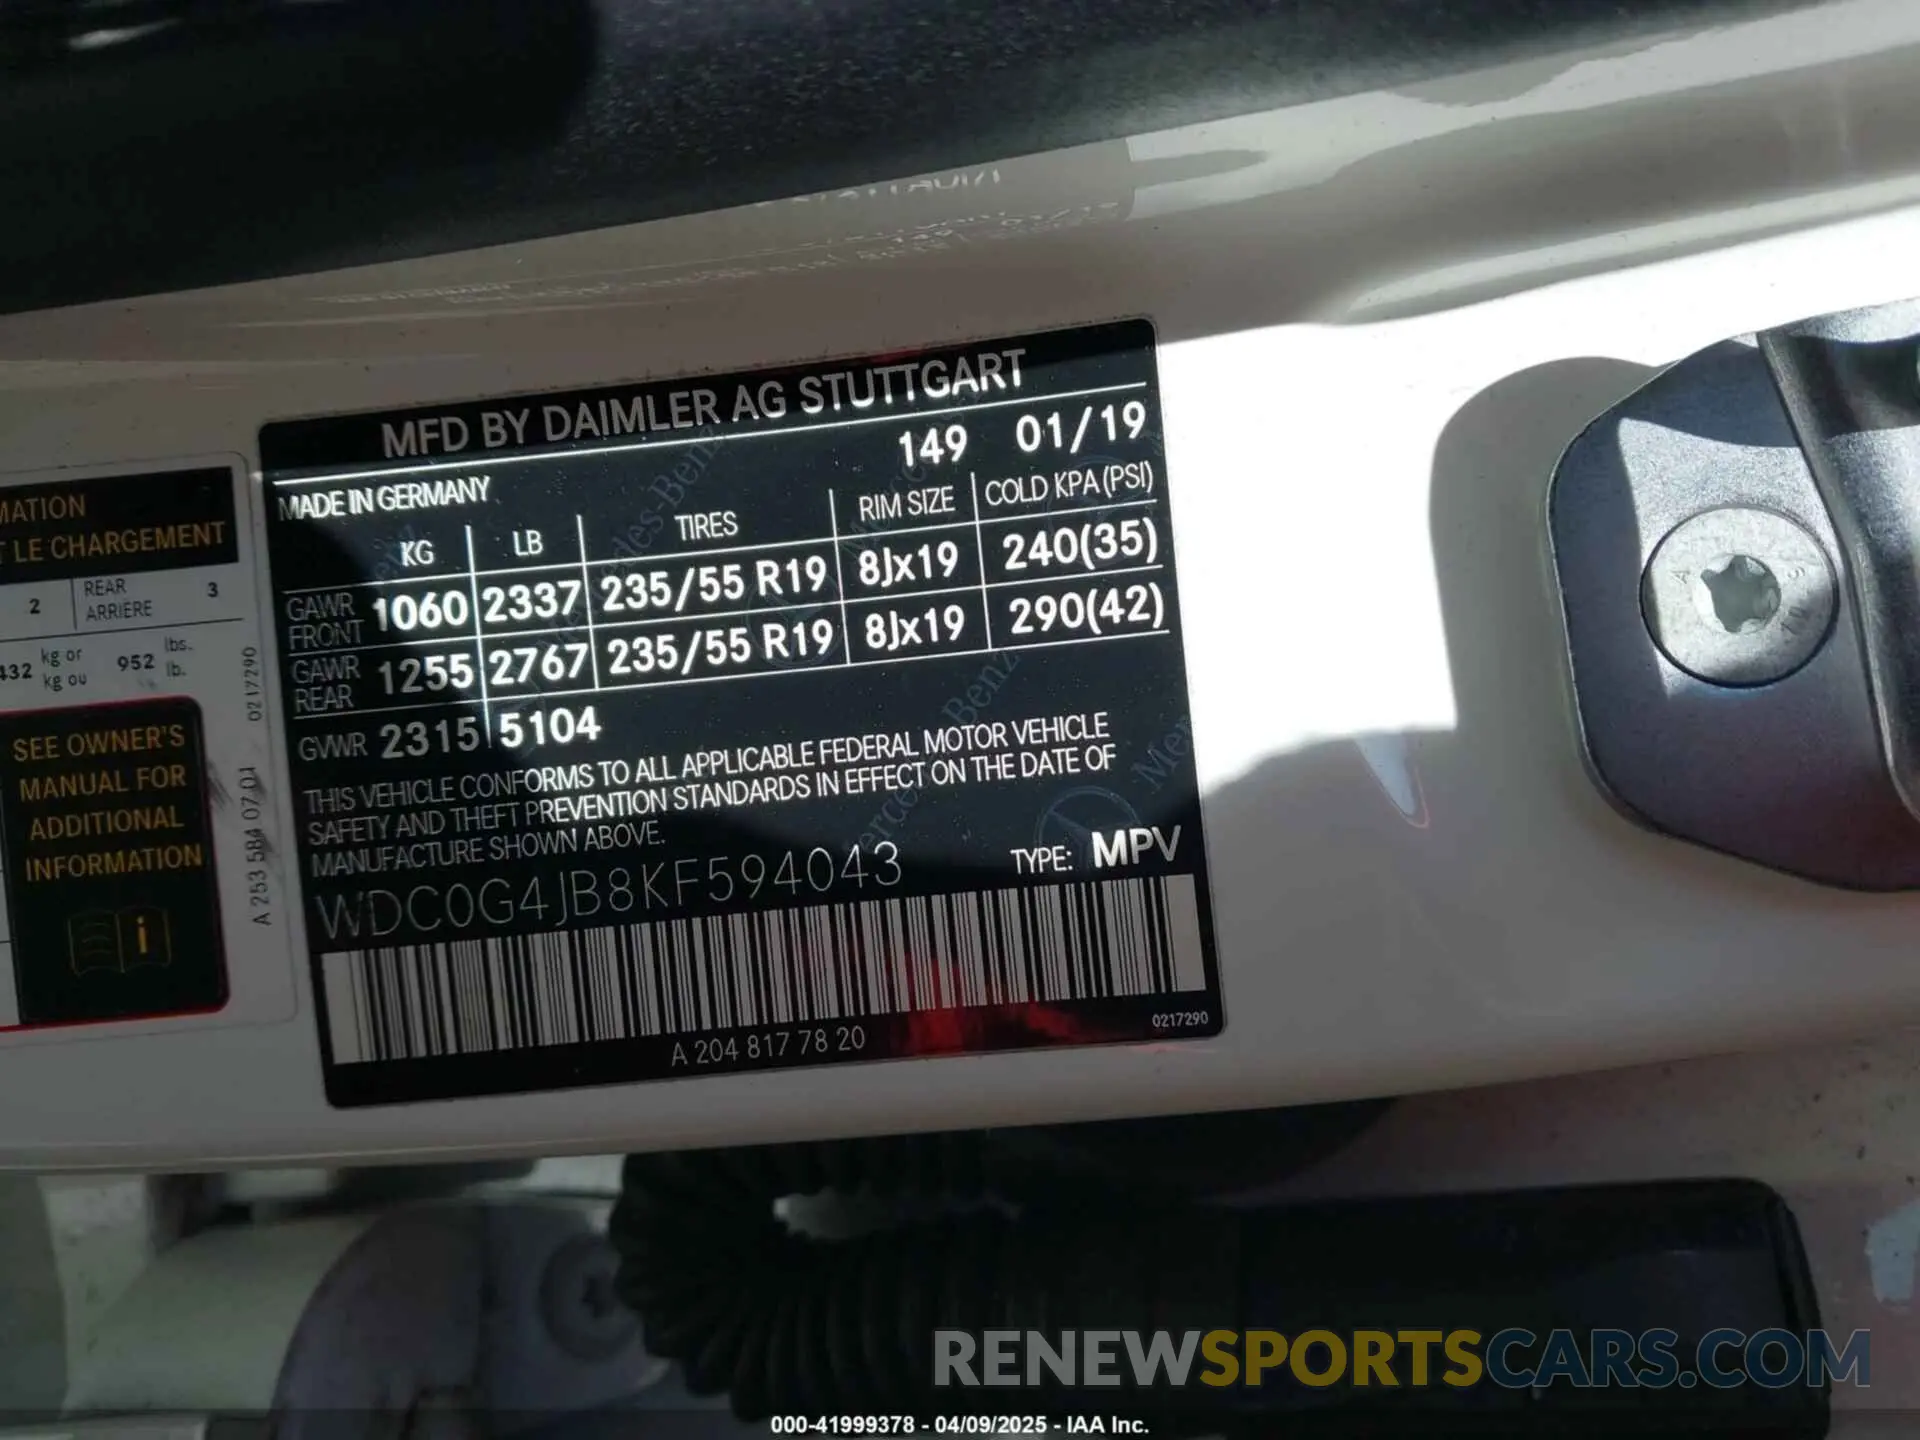 MFD BY DAIMLER AG STUTTGART
149 01/19
MADE IN GERMANY
KG LB TIRES RIM SIZE COLD KPA (PSI)
GAWR FRONT 1060 2337 235/55 R19 8Jx19 240(35)
GAWR REAR 1255 2767 235/55 R19 8Jx19 290(42)
GVWR 2315 5104
THIS VEHICLE CONFORMS TO ALL APPLICABLE FEDERAL MOTOR VEHICLE
SAFETY AND THEFT PREVENTION STANDARDS IN EFFECT ON THE DATE OF
MANUFACTURE SHOWN ABOVE.
WDC0G4JB8KF594043 TYPE: MPV
A 204 817 78 20
0217290
MATION
T LE CHARGEMENT
2 REAR ARRIÈRE 3
432 kg or kg ou 952 lbs. lb.
SEE OWNER'S
MANUAL FOR
ADDITIONAL
INFORMATION
A 253 584 07 01 0217290
RENEWSPORTSCARS.COM
000-41999378 - 04/09/2025 - IAA Inc.